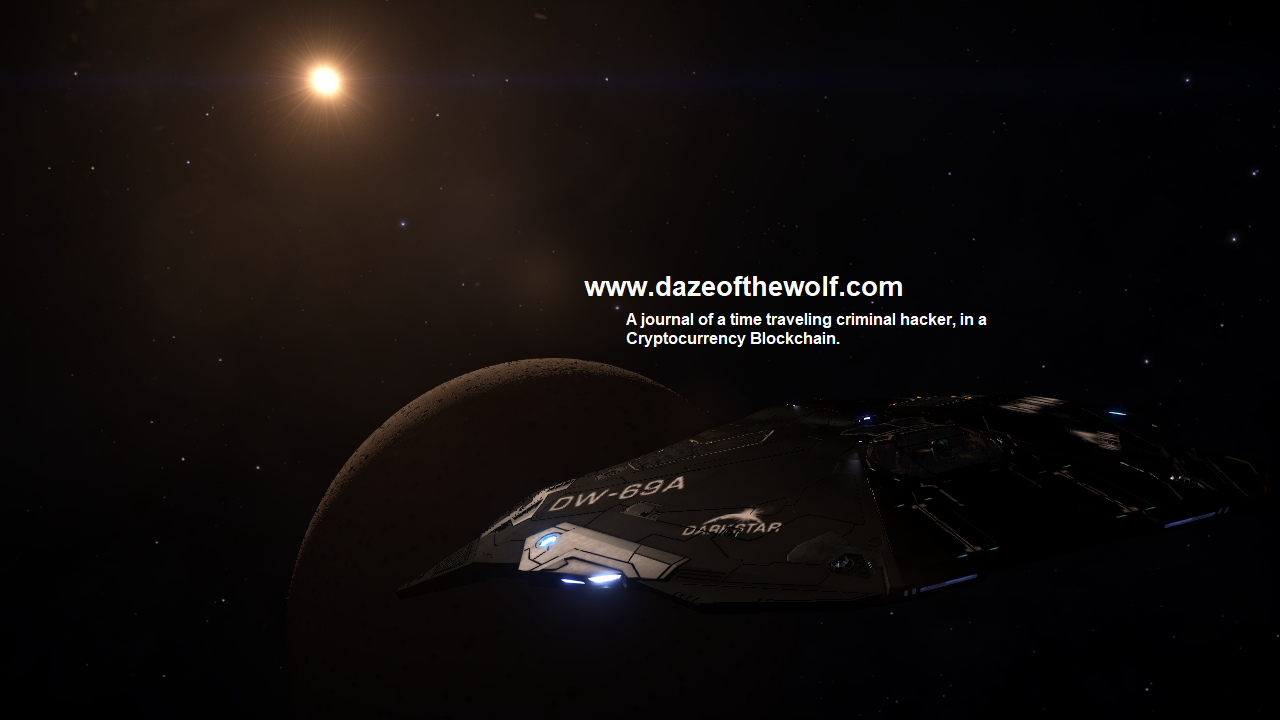 www.dazeofthewolf.com
A journal of a time traveling criminal hacker, in a
Cryptocurrency Blockchain.
DW-69A
DARKSTAR